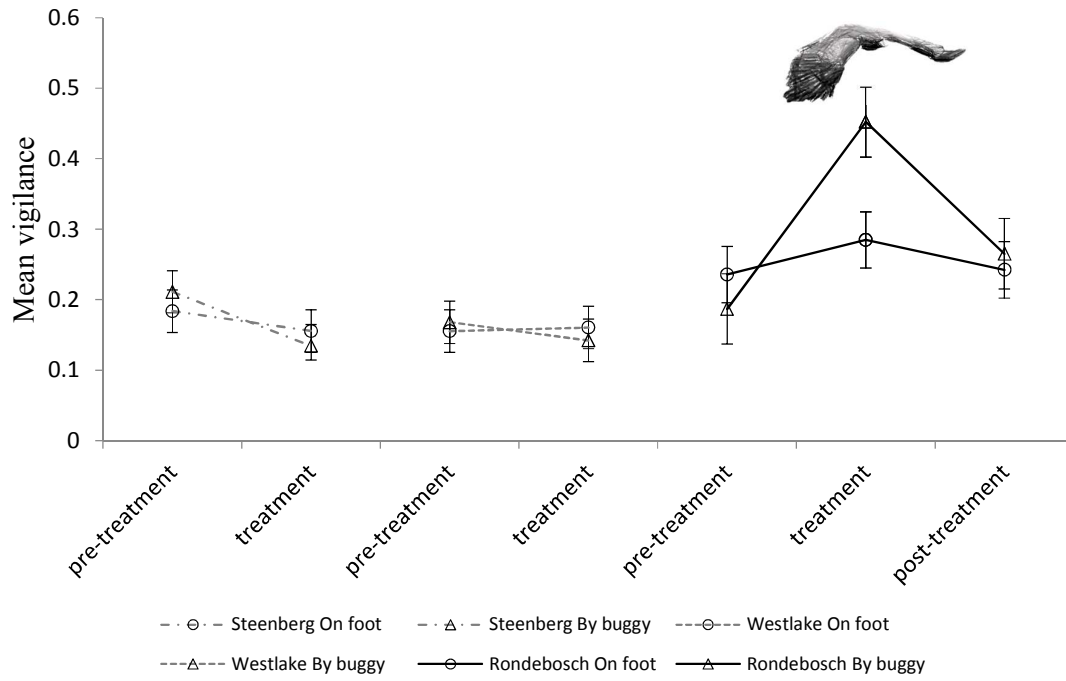 Mean vigilance
0.6
0.5
0.4
0.3
0.2
0.1
0
pre-treatment
treatment
pre-treatment
treatment
pre-treatment
treatment
post-treatment
Steenberg On foot
Steenberg By buggy
Westlake On foot
Westlake By buggy
Rondebosch On foot
Rondebosch By buggy